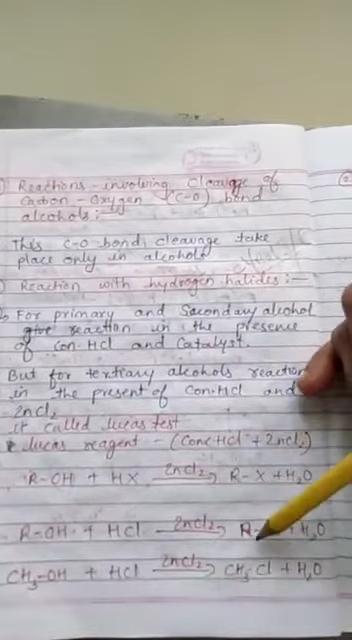 Reactions-involving Cleavage of
Carbon-Oxygen (C-O) bond
alcohols:-
This C-O bond cleavage take
place only in alcohols
Reaction with hydrogen halides:-
For primary and Secondary alcohol
give reaction in the presence
of con. HCl and Catalyst.
But for tertiary alcohols reaction
in the present of Con. HCl and
ZnCl2
it called lucas test
lucas reagent - (Conc HCl + ZnCl2)
R-OH + HX ZnCl2 → R-X + H2O
R-OH + HCl ZnCl2 → R- + H2O
CH3-OH + HCl ZnCl2 → CH3-Cl + H2O